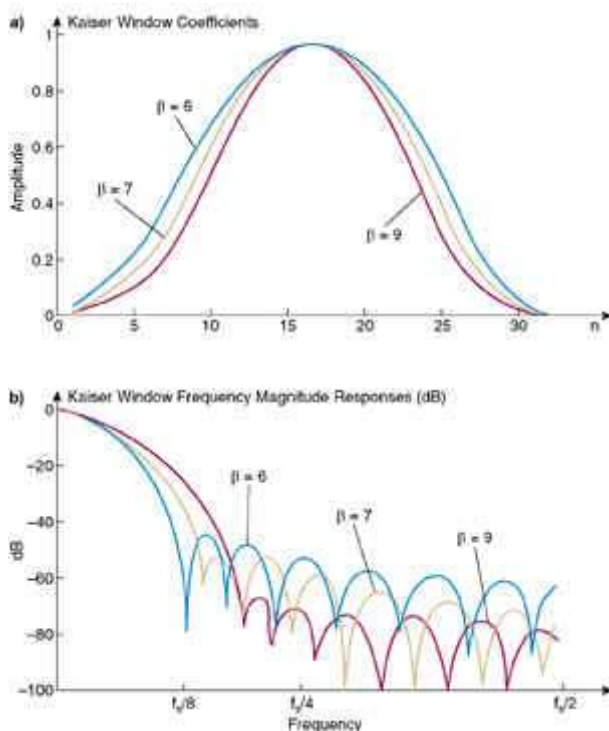 a) Kaiser Window Coefficients
1
0.8
0.6
0.4
0.2
0
Amplitude
β = 6
β = 7
β = 9
0 5 10 15 20 25 30 n
b) Kaiser Window Frequency Magnitude Responses (dB)
0
−20
−40
−60
−80
−100
dB
β = 6
β = 7
β = 9
fs/8 fs/4 fs/2
Frequency